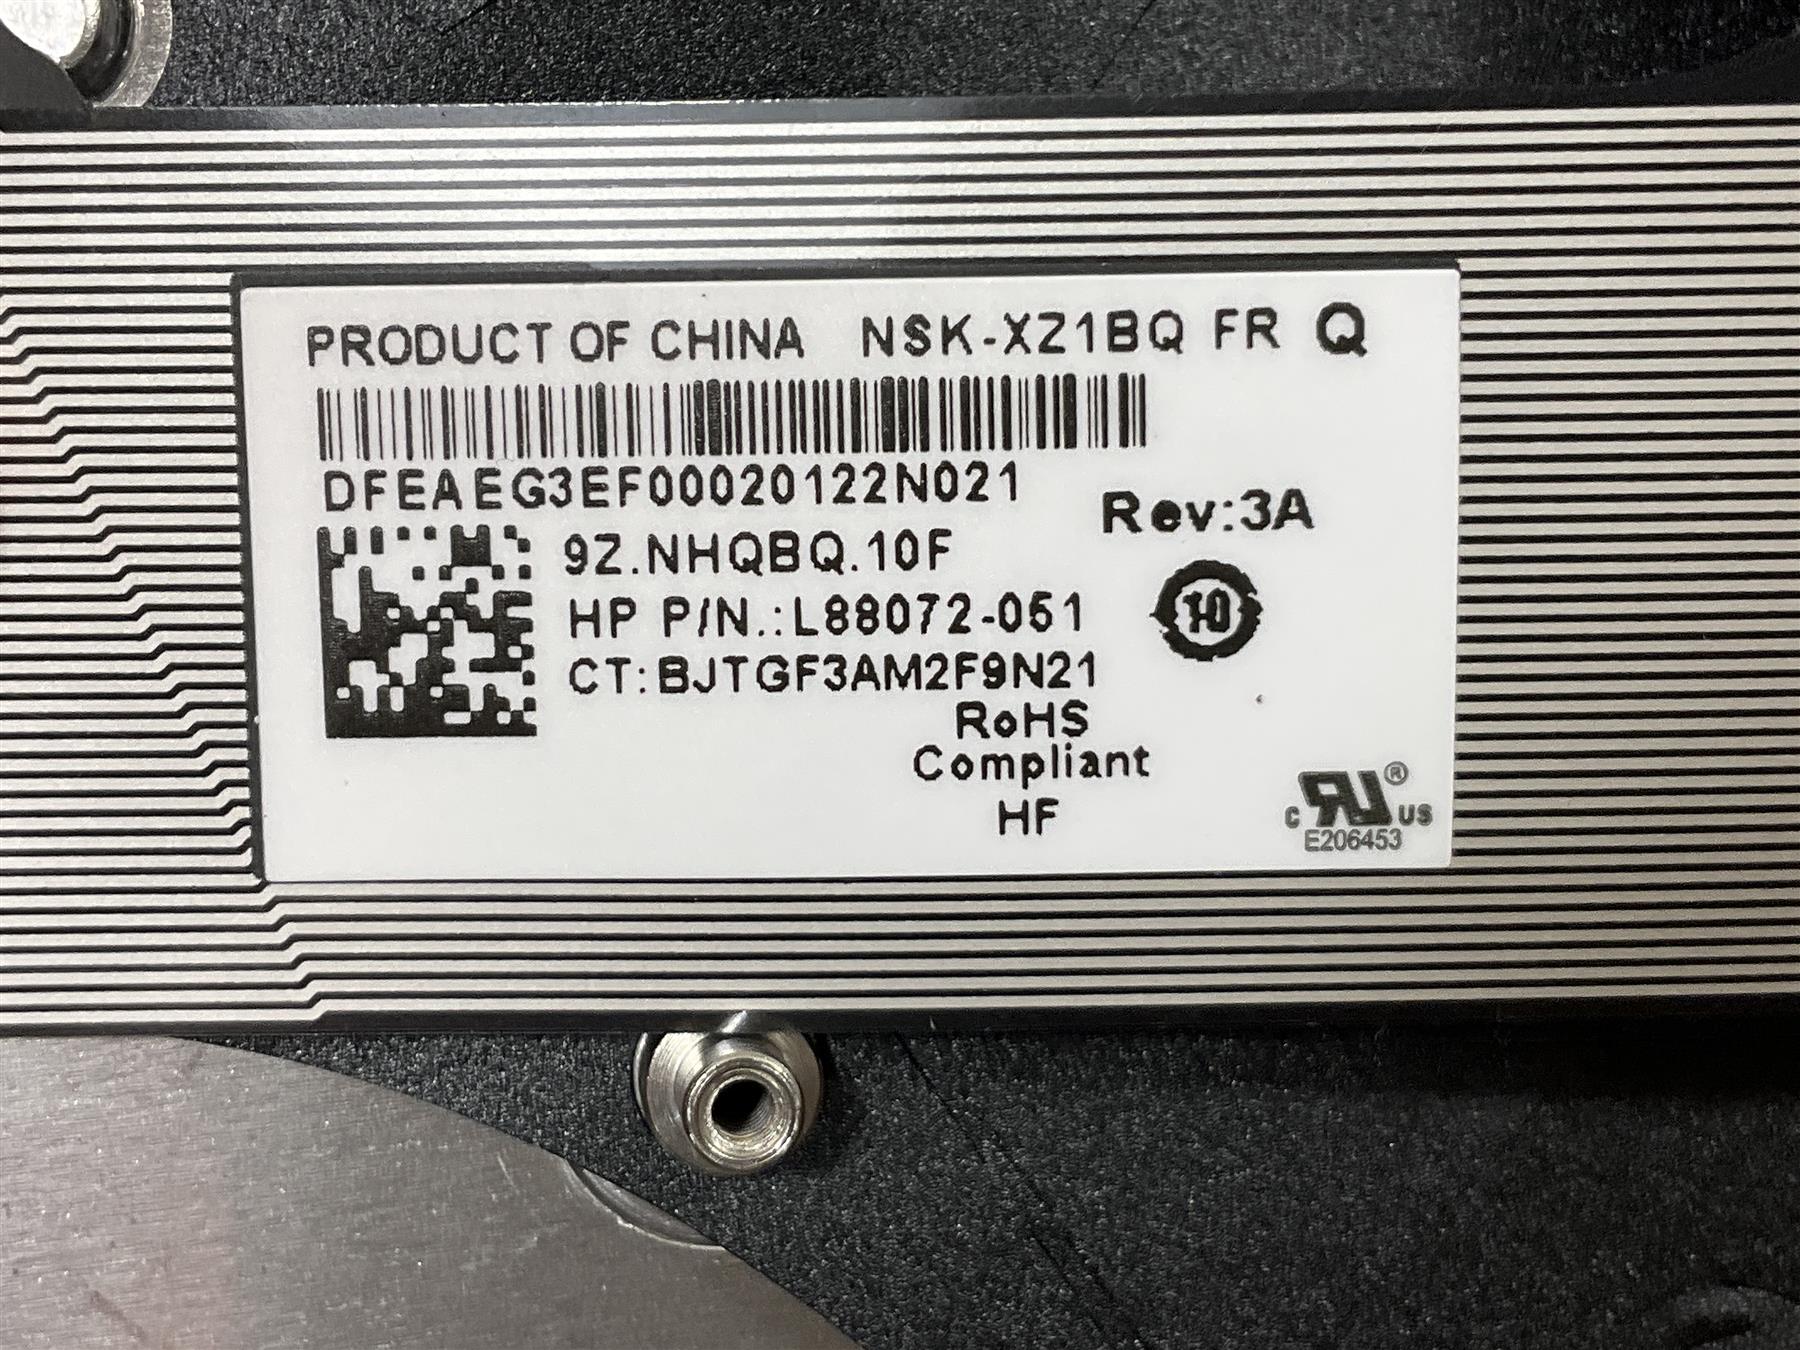 PRODUCT OF CHINA NSK-XZ1BQ FR Q
DFEAEG3EF00020122N021
Rev:3A
9Z.NHQBQ.10F
HP P/N.:L88072-051
10
CT:BJTGF3AM2F9N21
RoHS
Compliant
HF
c RU ® US
E206453